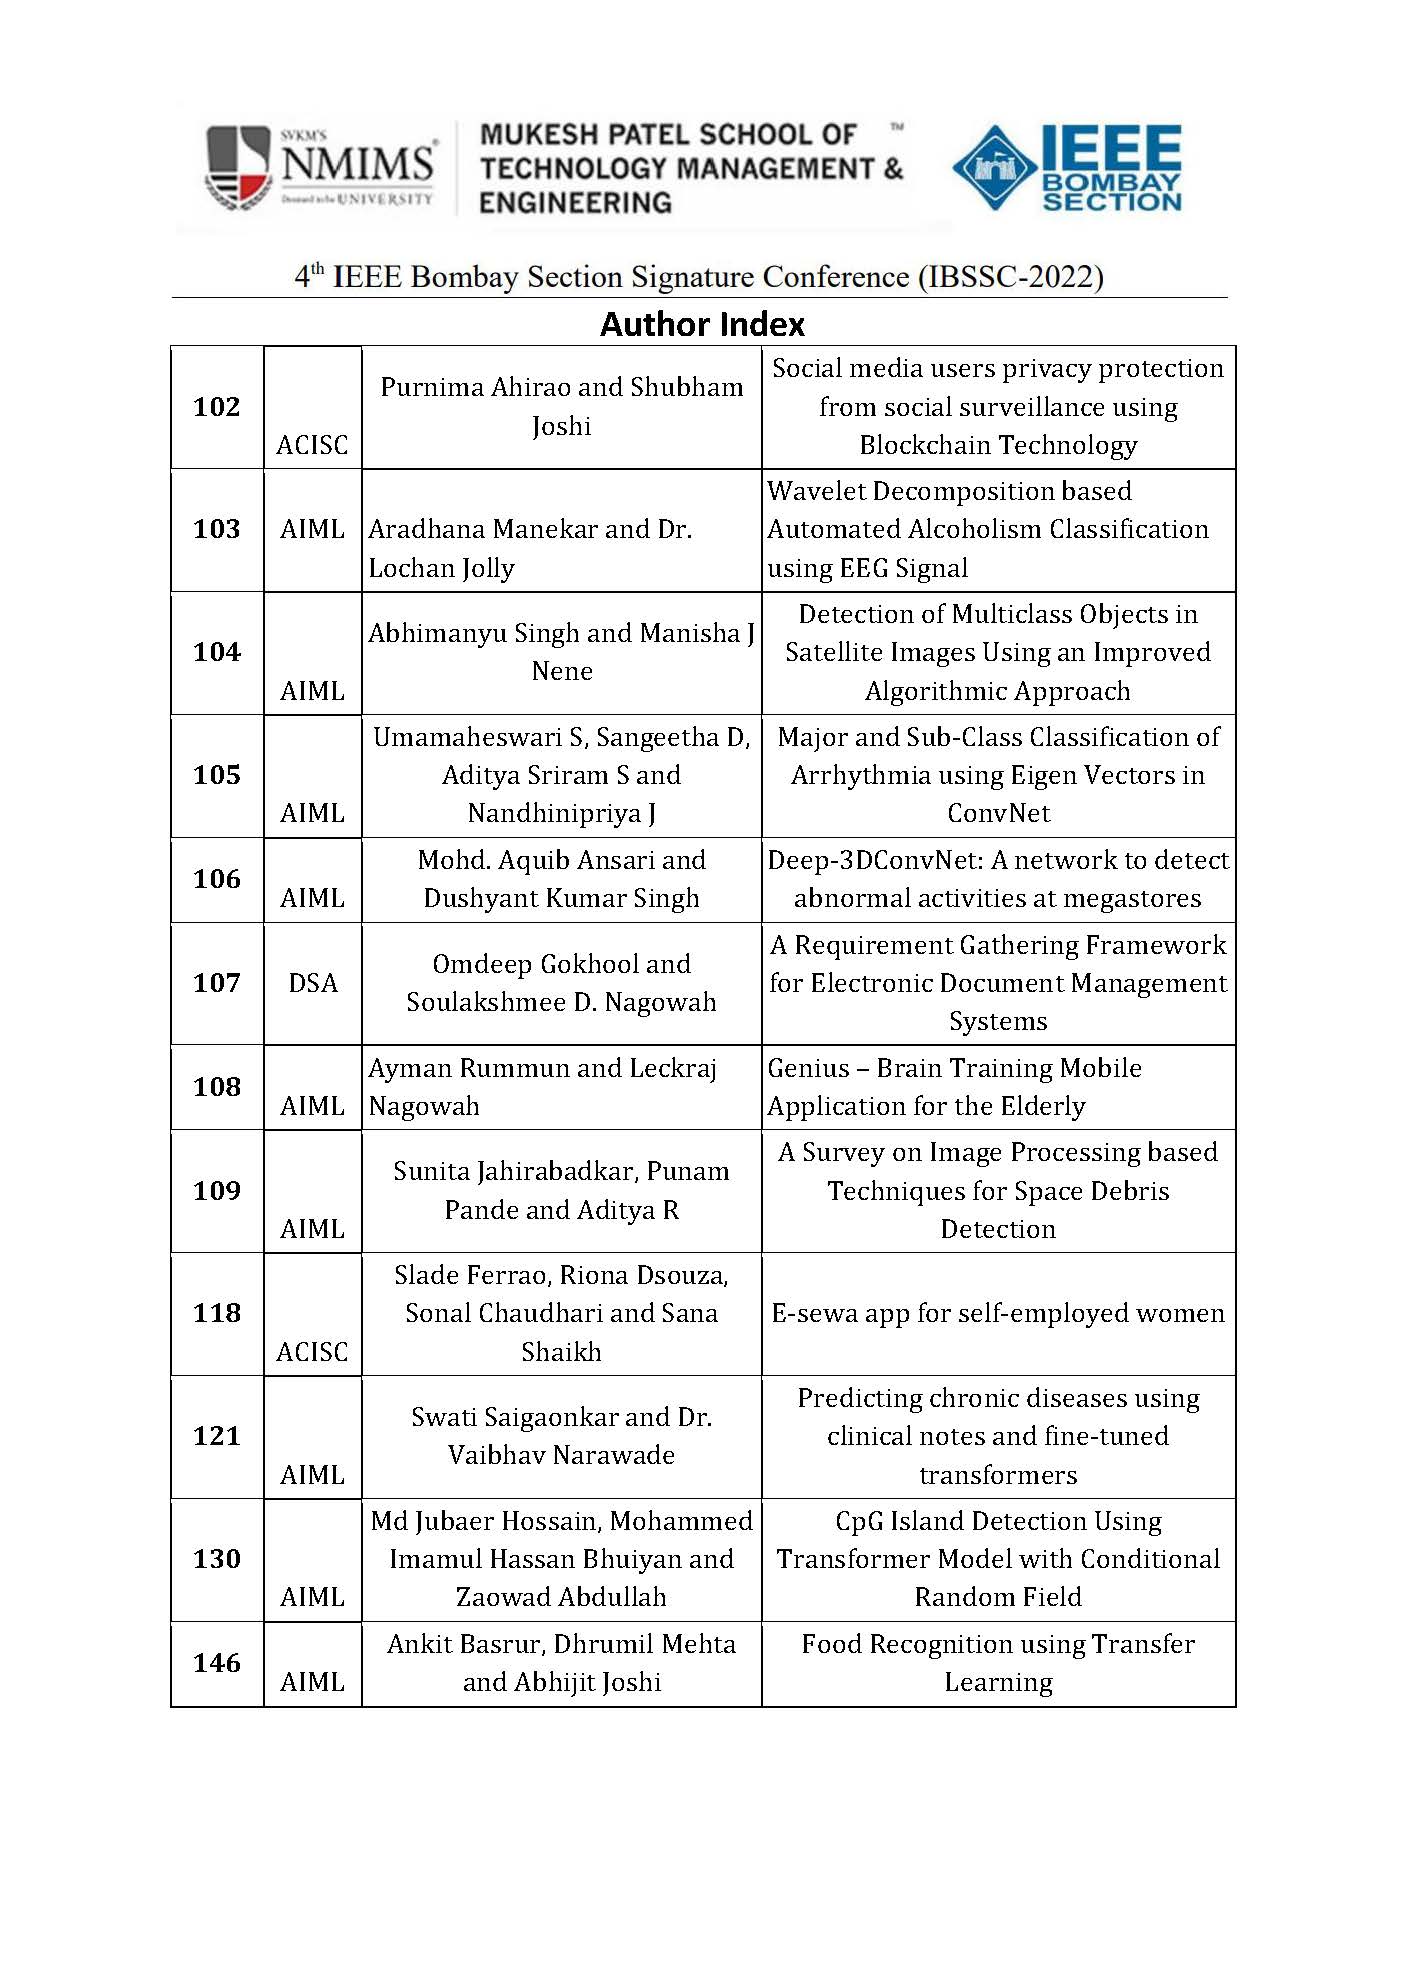 SVKM'S
NMIMS®
Deemed to be UNIVERSITY
MUKESH PATEL SCHOOL OF ™
TECHNOLOGY MANAGEMENT &
ENGINEERING
IEEE
BOMBAY
SECTION
4th IEEE Bombay Section Signature Conference (IBSSC-2022)
Author Index
102
ACISC
Purnima Ahirao and Shubham
Joshi
Social media users privacy protection
from social surveillance using
Blockchain Technology
103
AIML
Aradhana Manekar and Dr.
Lochan Jolly
Wavelet Decomposition based
Automated Alcoholism Classification
using EEG Signal
104
AIML
Abhimanyu Singh and Manisha J
Nene
Detection of Multiclass Objects in
Satellite Images Using an Improved
Algorithmic Approach
105
AIML
Umamaheswari S, Sangeetha D,
Aditya Sriram S and
Nandhinipriya J
Major and Sub-Class Classification of
Arrhythmia using Eigen Vectors in
ConvNet
106
AIML
Mohd. Aquib Ansari and
Dushyant Kumar Singh
Deep-3DConvNet: A network to detect
abnormal activities at megastores
107
DSA
Omdeep Gokhool and
Soulakshmee D. Nagowah
A Requirement Gathering Framework
for Electronic Document Management
Systems
108
AIML
Ayman Rummun and Leckraj
Nagowah
Genius – Brain Training Mobile
Application for the Elderly
109
AIML
Sunita Jahirabadkar, Punam
Pande and Aditya R
A Survey on Image Processing based
Techniques for Space Debris
Detection
118
ACISC
Slade Ferrao, Riona Dsouza,
Sonal Chaudhari and Sana
Shaikh
E-sewa app for self-employed women
121
AIML
Swati Saigaonkar and Dr.
Vaibhav Narawade
Predicting chronic diseases using
clinical notes and fine-tuned
transformers
130
AIML
Md Jubaer Hossain, Mohammed
Imamul Hassan Bhuiyan and
Zaowad Abdullah
CpG Island Detection Using
Transformer Model with Conditional
Random Field
146
AIML
Ankit Basrur, Dhrumil Mehta
and Abhijit Joshi
Food Recognition using Transfer
Learning